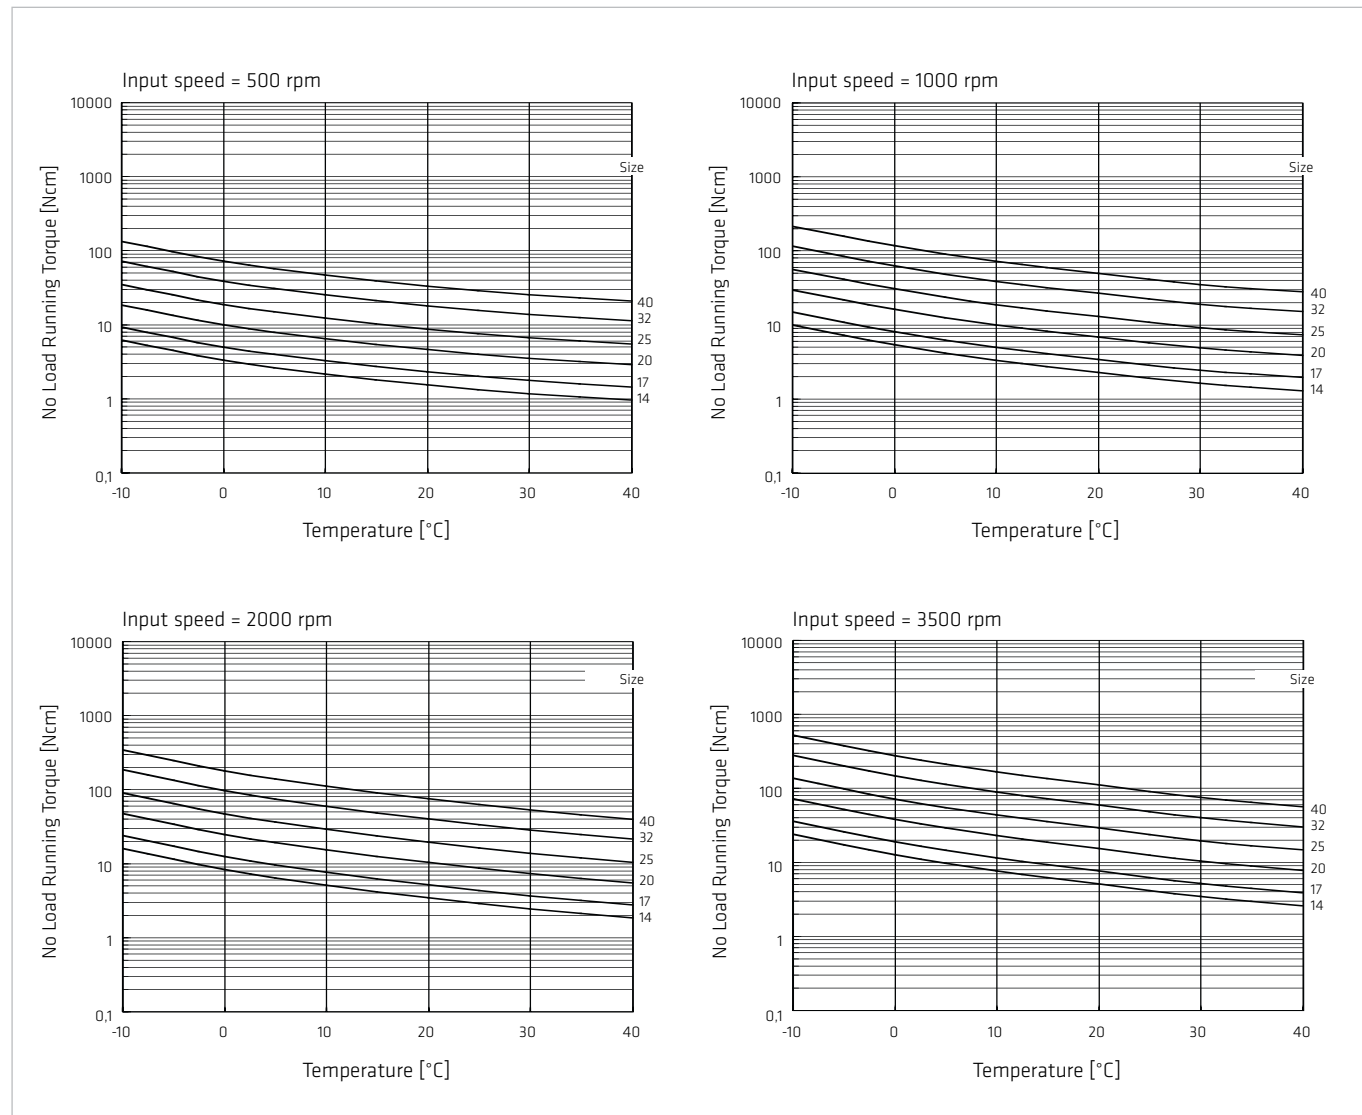 Input speed = 500 rpm
10000
1000
100
10
1
0,1
No Load Running Torque [Ncm]
Size
40
32
25
20
17
14
-10 0 10 20 30 40
Temperature [°C]
Input speed = 1000 rpm
10000
1000
100
10
1
0,1
No Load Running Torque [Ncm]
Size
40
32
25
20
17
14
-10 0 10 20 30 40
Temperature [°C]
Input speed = 2000 rpm
10000
1000
100
10
1
0,1
No Load Running Torque [Ncm]
Size
40
32
25
20
17
14
-10 0 10 20 30 40
Temperature [°C]
Input speed = 3500 rpm
10000
1000
100
10
1
0,1
No Load Running Torque [Ncm]
Size
40
32
25
20
17
14
-10 0 10 20 30 40
Temperature [°C]